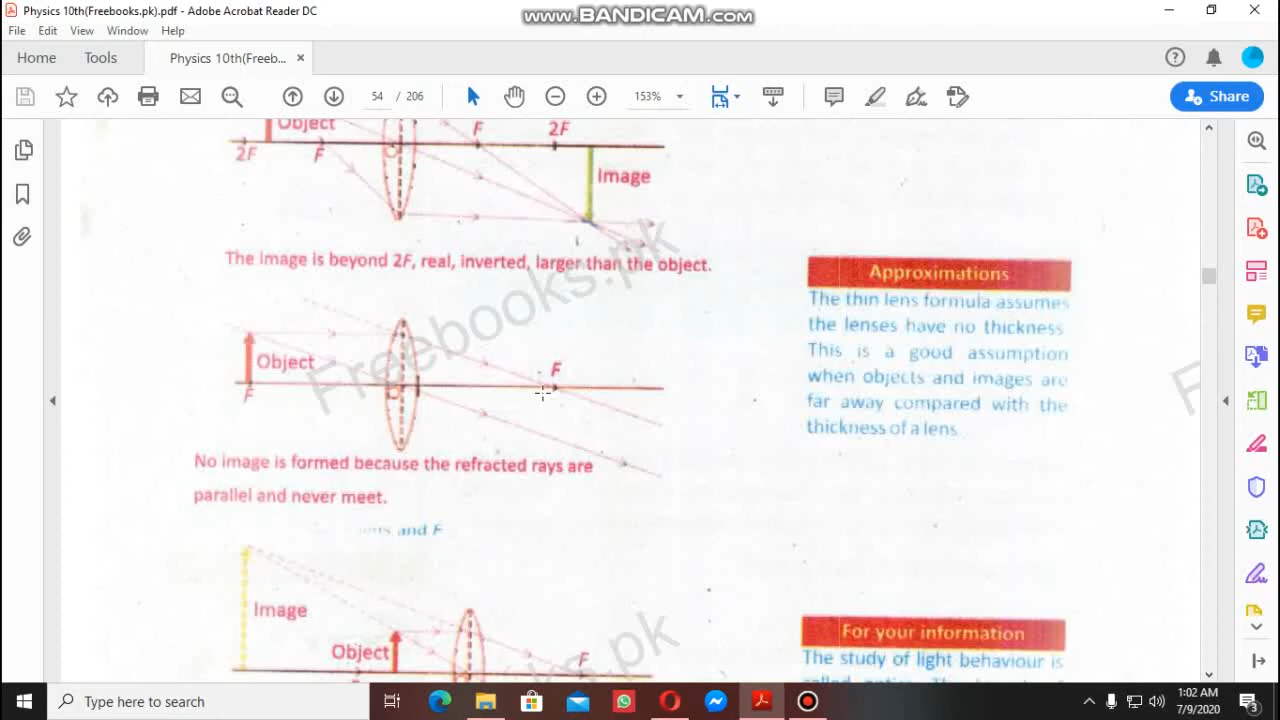 Physics 10th(Freebooks.pk).pdf - Adobe Acrobat Reader DC
www.BANDICAM.com
File Edit View Window Help
Home Tools Physics 10th(Freeb... ×
54 / 206 153% Share
Object F 2F
2F F O
Image
The image is beyond 2F, real, inverted, larger than the object.
Approximations
The thin lens formula assumes
the lenses have no thickness.
This is a good assumption
when objects and images are
far away compared with the
thickness of a lens.
Object F
F O
Freebooks.pk
No image is formed because the refracted rays are
parallel and never meet.
and F
Image
Object F
For your information
The study of light behaviour is
Type here to search
1:02 AM
7/9/2020
3